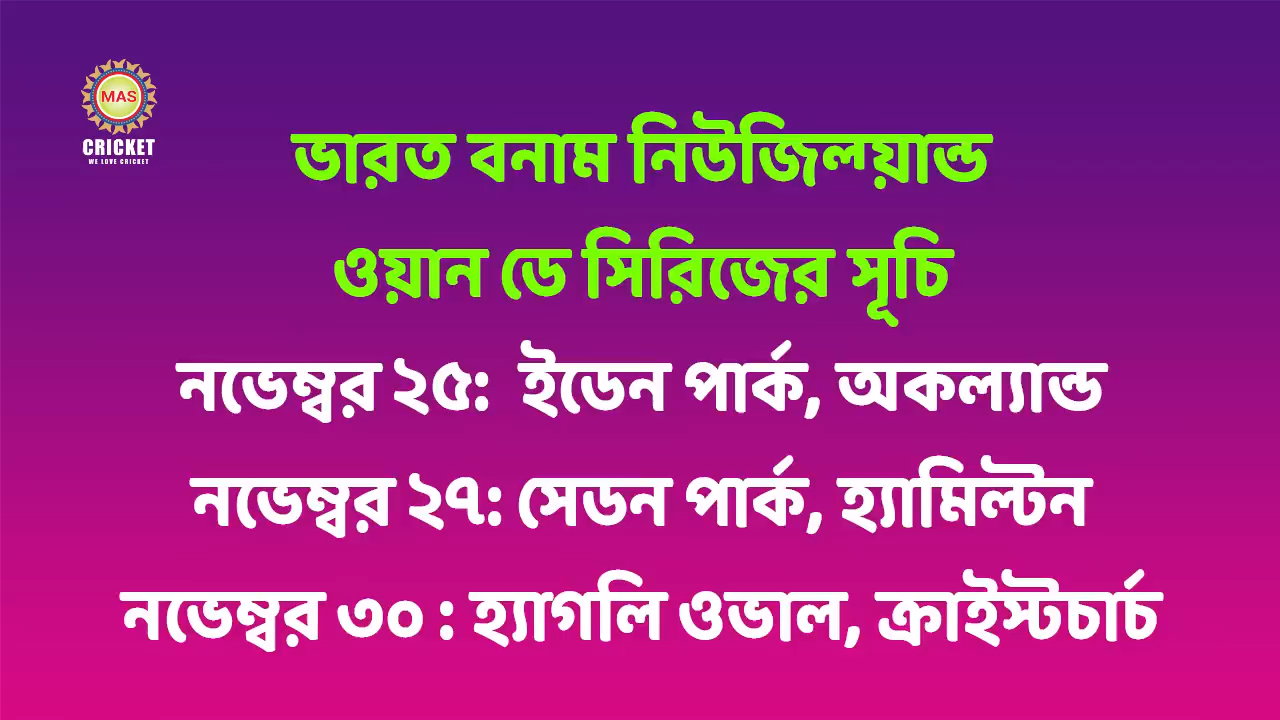 MAS
CRICKET
WE LOVE CRICKET
ভারত বনাম নিউজিল্য়ান্ড
ওয়ান ডে সিরিজের সূচি
নভেম্বর ২৫: ইডেন পার্ক, অকল্যান্ড
নভেম্বর ২৭: সেডন পার্ক, হ্যামিল্টন
নভেম্বর ৩০ : হ্যাগলি ওভাল, ক্রাইস্টচার্চ